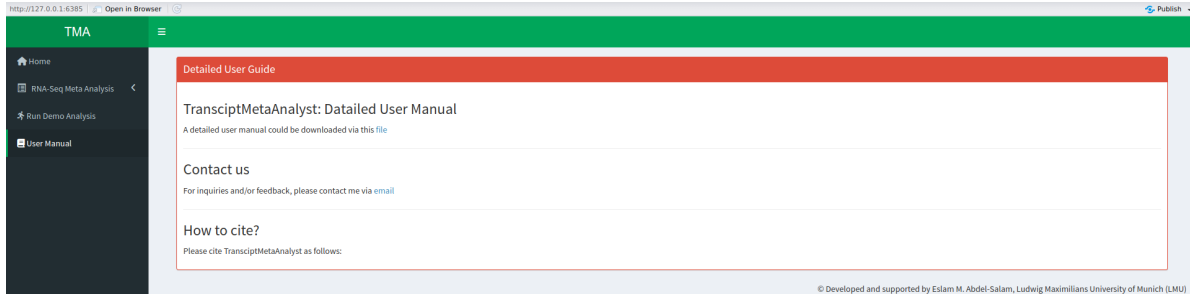 http://127.0.0.1:6385 Open in Browser Publish
TMA
Home
Detailed User Guide
RNA-Seq Meta Analysis
TransciptMetaAnalyst: Datailed User Manual
Run Demo Analysis
A detailed user manual could be downloaded via this file
User Manual
Contact us
For inquiries and/or feedback, please contact me via email
How to cite?
Please cite TransciptMetaAnalyst as follows:
© Developed and supported by Eslam M. Abdel-Salam, Ludwig Maximilians University of Munich (LMU)